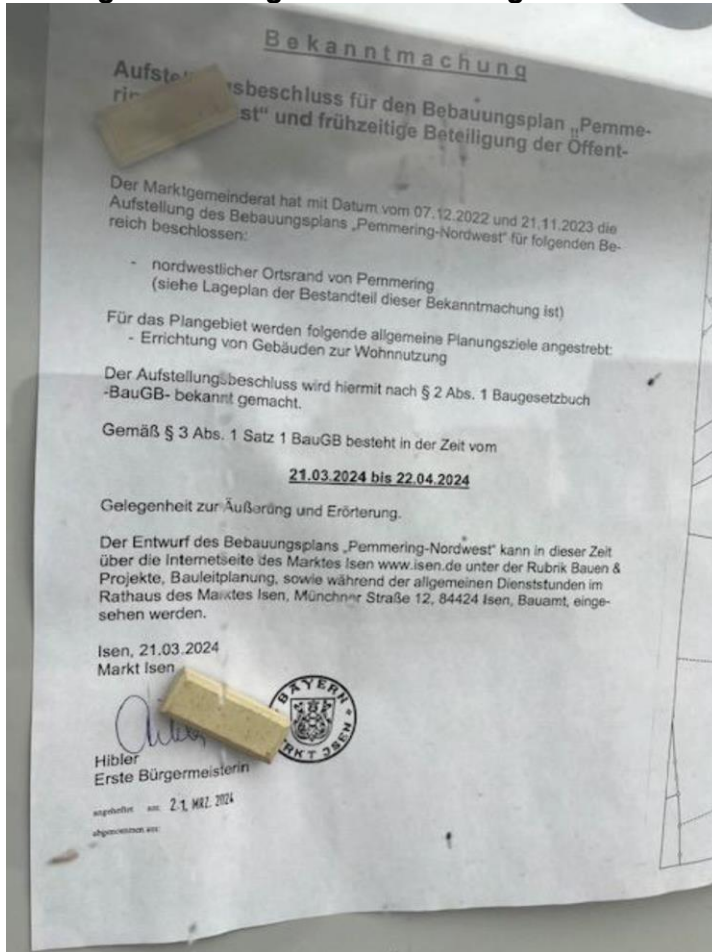 Bekanntmachung
sbeschluss für den Bebauungsplan „Pemme-
st" und frühzeitige Beteiligung der Öffent-
Der Marktgemeinderat hat mit Datum vom 07.12.2022 und 21.11.2023 die
Aufstellung des Bebauungsplans „Pemmering-Nordwest" für folgenden Be-
reich beschlossen:
- nordwestlicher Ortsrand von Pemmering
(siehe Lageplan der Bestandteil dieser Bekanntmachung ist)
Für das Plangebiet werden folgende allgemeine Planungsziele angestrebt:
- Errichtung von Gebäuden zur Wohnnutzung
Der Aufstellungsbeschluss wird hiermit nach § 2 Abs. 1 Baugesetzbuch
-BauGB- bekannt gemacht.
Gemäß § 3 Abs. 1 Satz 1 BauGB besteht in der Zeit vom
21.03.2024 bis 22.04.2024
Gelegenheit zur Äußerung und Erörterung.
Der Entwurf des Bebauungsplans „Pemmering-Nordwest" kann in dieser Zeit
über die Internetseite des Marktes Isen www.isen.de unter der Rubrik Bauen &
Projekte, Bauleitplanung, sowie während der allgemeinen Dienststunden im
Rathaus des Marktes Isen, Münchner Straße 12, 84424 Isen, Bauamt, einge-
sehen werden.
Isen, 21.03.2024
Markt Isen
BAYERN
RKT ISEN
Hibler
Erste Bürgermeisterin
angeheftet am: 21. MRZ. 2024
abgenommen am: